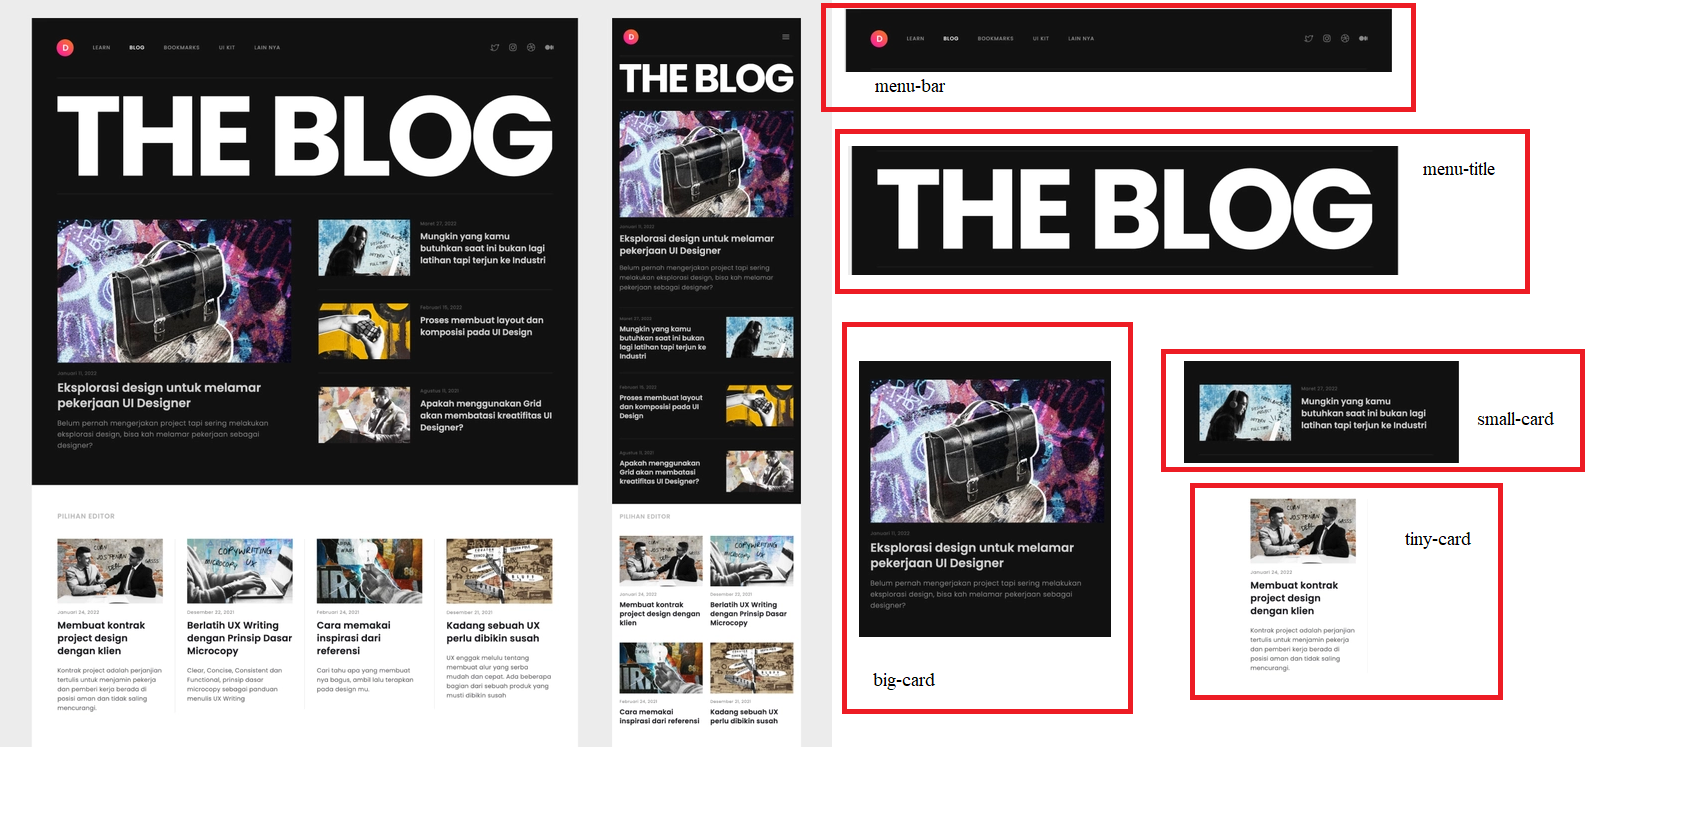 D
LEARN
BLOG
BOOKMARKS
UI KIT
LAIN NYA
THE BLOG
Januari 11, 2022
Eksplorasi design untuk melamar
pekerjaan UI Designer
Belum pernah mengerjakan project tapi sering melakukan
eksplorasi design, bisa kah melamar pekerjaan sebagai
designer?
Maret 27, 2022
Mungkin yang kamu
butuhkan saat ini bukan lagi
latihan tapi terjun ke Industri
Februari 15, 2022
Proses membuat layout dan
komposisi pada UI Design
Agustus 11, 2021
Apakah menggunakan Grid
akan membatasi kreatifitas UI
Designer?
PILIHAN EDITOR
Januari 24, 2022
Membuat kontrak
project design
dengan klien
Kontrak project adalah perjanjian
tertulis untuk menjamin pekerja
dan pemberi kerja berada di
posisi aman dan tidak saling
mencurangi.
COPYWRITING
MICROCOPY UX
Desember 22, 2021
Berlatih UX Writing
dengan Prinsip Dasar
Microcopy
Clear, Concise, Consistent dan
Functional, prinsip dasar
microcopy sebagai panduan
menulis UX Writing
Februari 24, 2021
Cara memakai
inspirasi dari
referensi
Cari tahu apa yang membuat
nya bagus, ambil lalu terapkan
pada design mu.
Desember 21, 2021
Kadang sebuah UX
perlu dibikin susah
UX enggak melulu tentang
membuat alur yang serba
mudah dan cepat. Ada beberapa
bagian dari sebuah produk yang
musti dibikin susah
D
THE BLOG
Januari 11, 2022
Eksplorasi design untuk melamar
pekerjaan UI Designer
Belum pernah mengerjakan project tapi sering
melakukan eksplorasi design, bisa kah melamar
pekerjaan sebagai designer?
Mungkin yang kamu
butuhkan saat ini bukan
lagi latihan tapi terjun ke
Industri
Februari 15, 2022
Proses membuat layout
dan komposisi pada UI
Design
Agustus 11, 2021
Apakah menggunakan
Grid akan membatasi
kreatifitas UI Designer?
PILIHAN EDITOR
Januari 24, 2022
Membuat kontrak
project design dengan
klien
Desember 22, 2021
Berlatih UX Writing
dengan Prinsip Dasar
Microcopy
Februari 24, 2021
Cara memakai
inspirasi dari referensi
Desember 21, 2021
Kadang sebuah UX
perlu dibikin susah
D
LEARN
BLOG
BOOKMARKS
UI KIT
LAIN NYA
menu-bar
THE BLOG
menu-title
Januari 11, 2022
Eksplorasi design untuk melamar
pekerjaan UI Designer
Belum pernah mengerjakan project tapi sering melakukan
eksplorasi design, bisa kah melamar pekerjaan sebagai
designer?
big-card
Maret 27, 2022
Mungkin yang kamu
butuhkan saat ini bukan lagi
latihan tapi terjun ke Industri
small-card
Januari 24, 2022
Membuat kontrak
project design
dengan klien
Kontrak project adalah perjanjian
tertulis untuk menjamin pekerja
dan pemberi kerja berada di
posisi aman dan tidak saling
mencurangi.
tiny-card